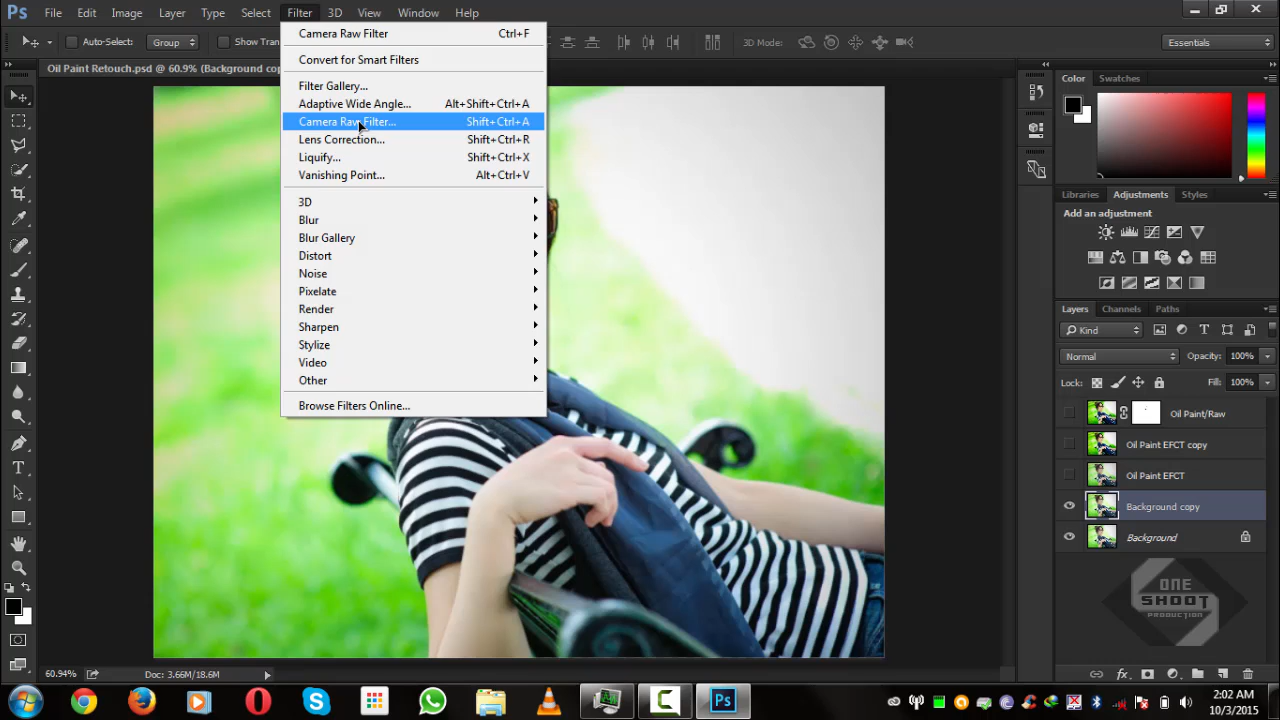 Ps File Edit Image Layer Type Select Filter 3D View Window Help
Auto-Select: Group Show Tran 3D Mode: Essentials
Oil Paint Retouch.psd @ 60.9% (Background cop
Camera Raw Filter Ctrl+F
Convert for Smart Filters
Filter Gallery...
Adaptive Wide Angle... Alt+Shift+Ctrl+A
Camera Raw Filter... Shift+Ctrl+A
Lens Correction... Shift+Ctrl+R
Liquify... Shift+Ctrl+X
Vanishing Point... Alt+Ctrl+V
3D
Blur
Blur Gallery
Distort
Noise
Pixelate
Render
Sharpen
Stylize
Video
Other
Browse Filters Online...
Color Swatches
Libraries Adjustments Styles
Add an adjustment
Layers Channels Paths
Kind
Normal Opacity: 100%
Lock: Fill: 100%
Oil Paint/Raw
Oil Paint EFCT copy
Oil Paint EFCT
Background copy
Background
ONE
SHOOT
PRODUCTION
60.94% Doc: 3.66M/18.6M
Ps
2:02 AM
10/3/2015